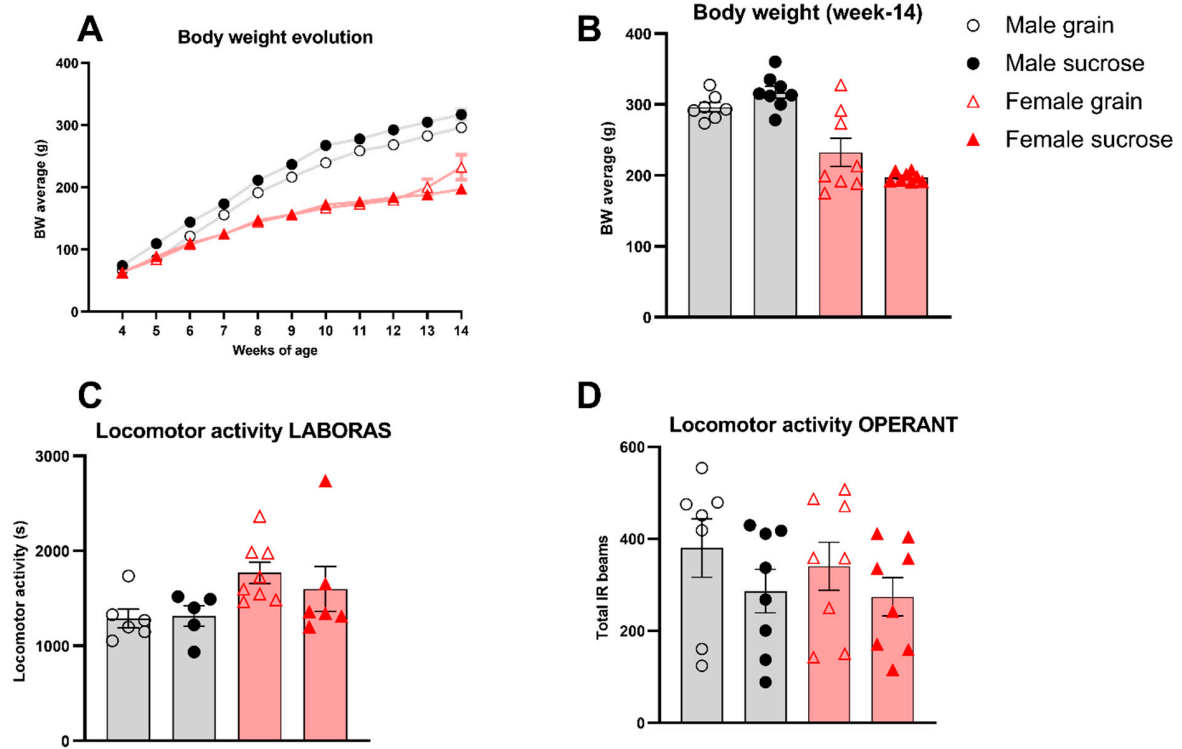 A
Body weight evolution
BW average (g)
400
300
200
100
0
4 5 6 7 8 9 10 11 12 13 14
Weeks of age
B
Body weight (week-14)
BW average (g)
400
300
200
100
0
Male grain
Male sucrose
Female grain
Female sucrose
C
Locomotor activity LABORAS
Locomotor activity (s)
3000
2000
1000
0
D
Locomotor activity OPERANT
Total IR beams
600
400
200
0